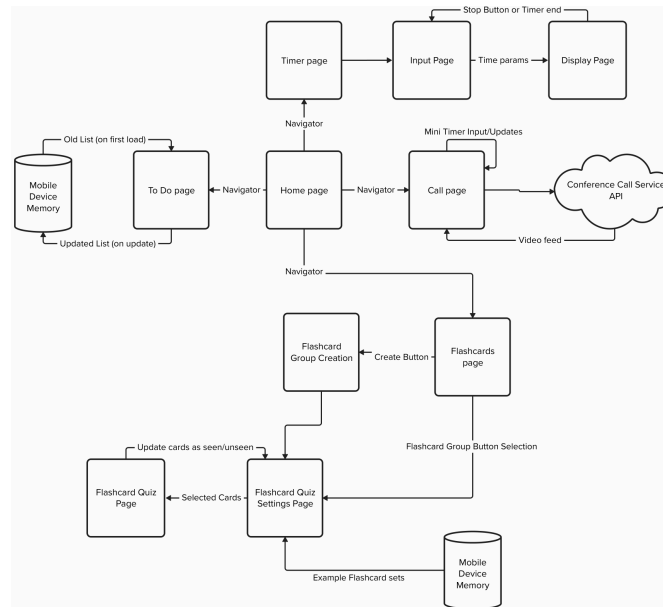 Stop Button or Timer end
Timer page
Input Page
Time params
Display Page
Navigator
Mini Timer Input/Updates
Old List (on first load)
Mobile
Device
Memory
To Do page
Navigator
Home page
Navigator
Call page
Conference Call Service
API
Updated List (on update)
Video feed
Navigator
Flashcard
Group Creation
Create Button
Flashcards
page
Update cards as seen/unseen
Flashcard Group Button Selection
Flashcard Quiz
Page
Selected Cards
Flashcard Quiz
Settings Page
Example Flashcard sets
Mobile
Device
Memory